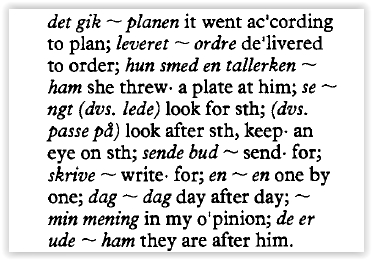 det gik ~ planen it went ac'cording
to plan; leveret ~ ordre de'livered
to order; hun smed en tallerken ~
ham she threw· a plate at him; se ~
ngt (dvs. lede) look for sth; (dvs.
passe på) look after sth, keep· an
eye on sth; sende bud ~ send· for;
skrive ~ write· for; en ~ en one by
one; dag ~ dag day after day; ~
min mening in my o'pinion; de er
ude ~ ham they are after him.